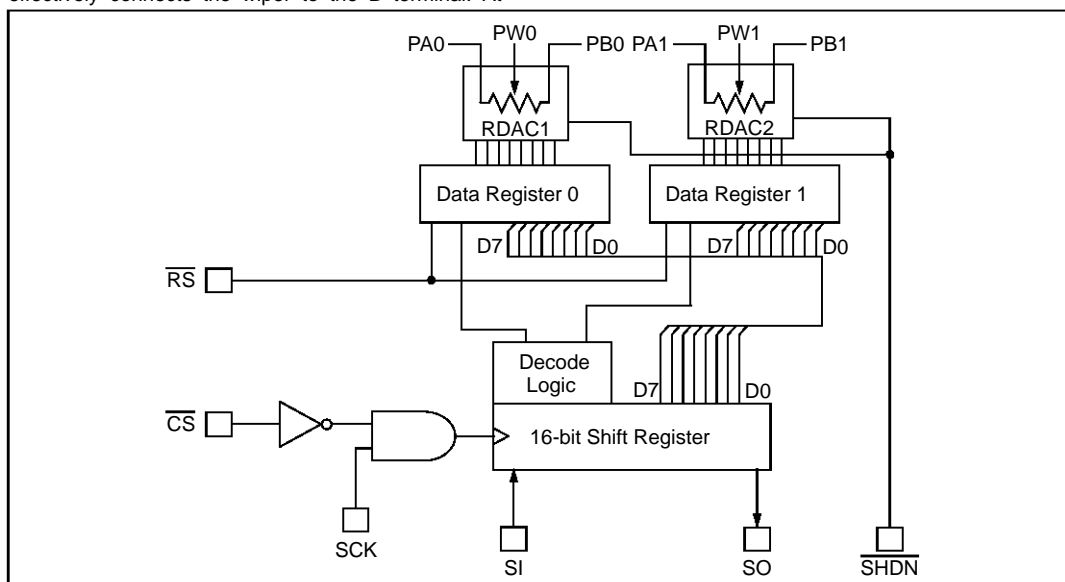 effectively connects the wiper to the B terminal. At
PA0 PW0 PB0 PA1 PW1 PB1
RDAC1 RDAC2
Data Register 0 Data Register 1
D7 D0 D7 D0
RS
Decode
Logic
D7 D0
CS
16-bit Shift Register
SCK
SI SO SHDN